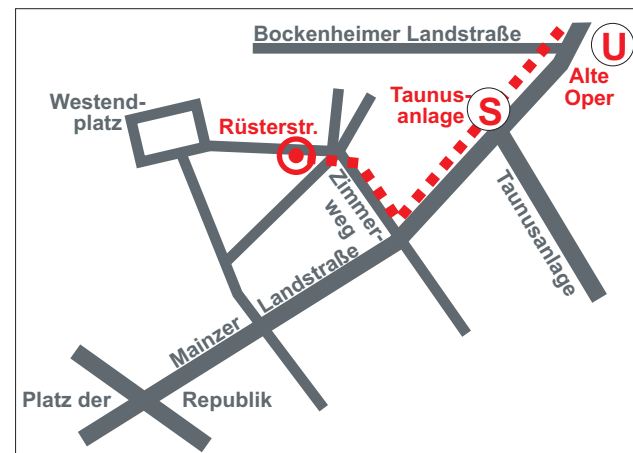 Bockenheimer Landstraße
U
Alte
Oper
Taunus-
anlage
S
Westend-
platz
Rüsterstr.
Zimmer-
weg
Taunusanlage
Mainzer Landstraße
Platz der Republik